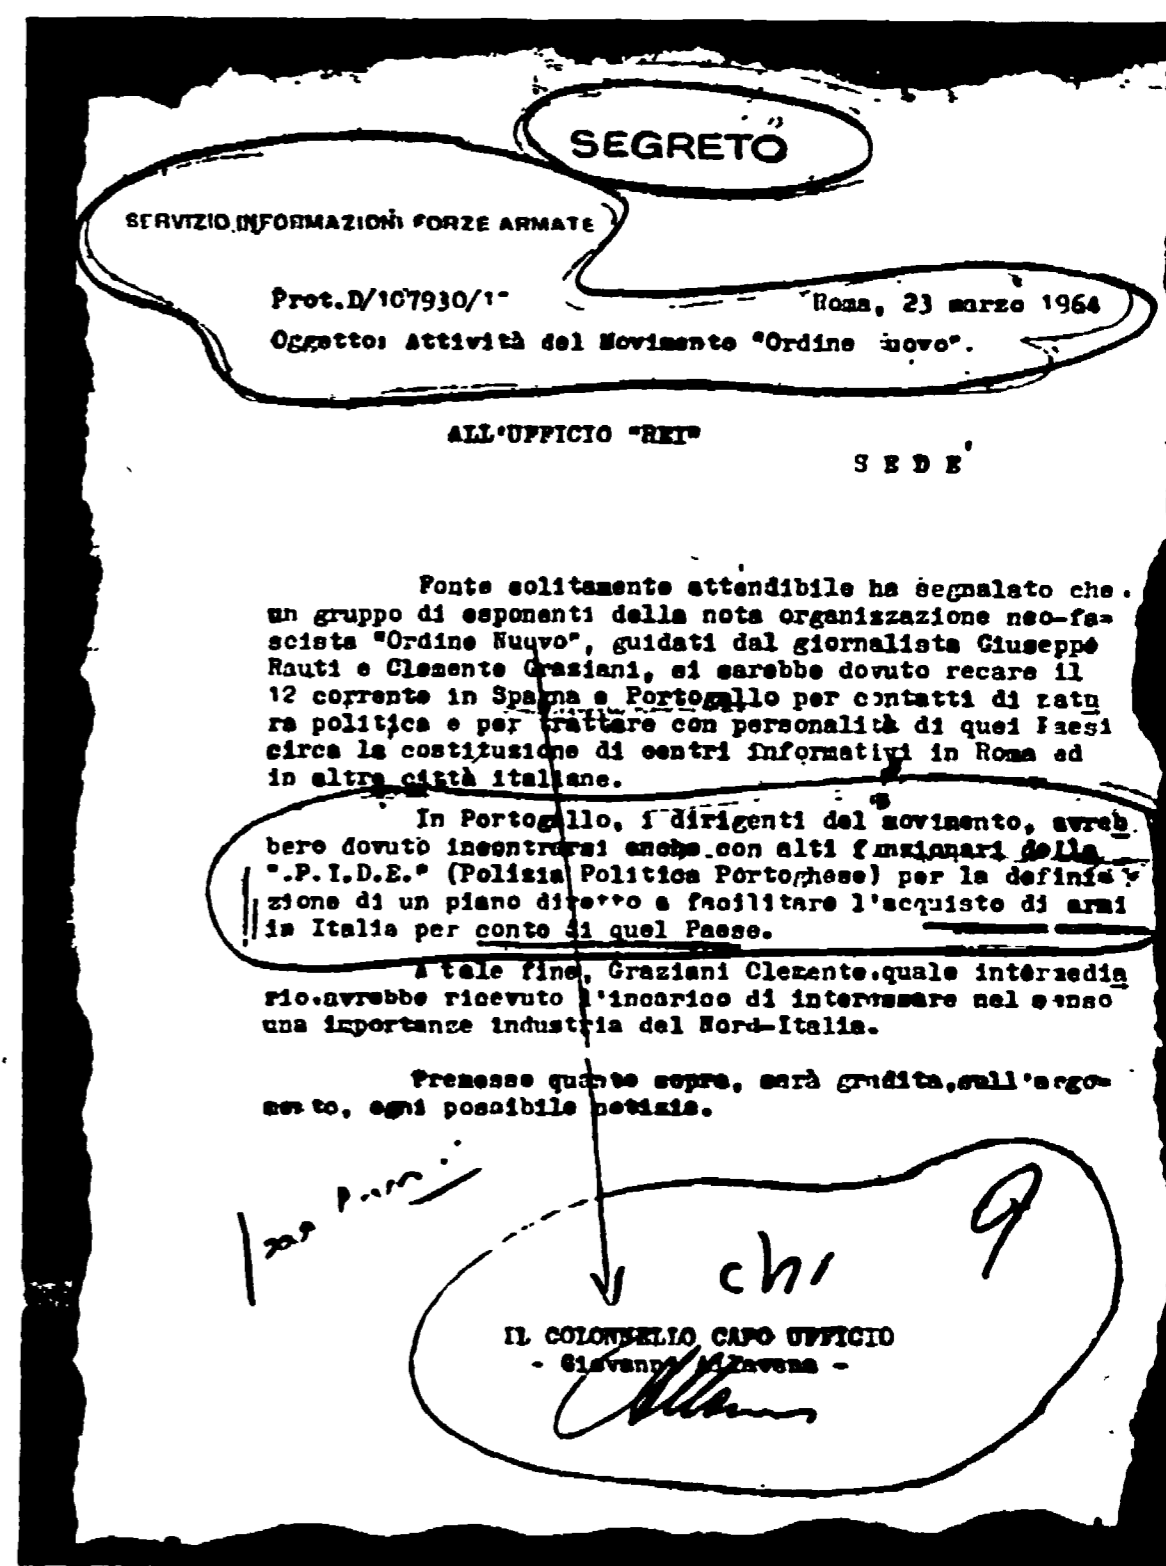 SEGRETO
SERVIZIO INFORMAZIONI FORZE ARMATE
Prot.D/107930/1
Roma, 23 marzo 1964
Oggetto: Attività del Movimento "Ordine nuovo".
ALL'UFFICIO "REI"
S E D E
Fonte solitamente attendibile ha segnalato che
un gruppo di esponenti della nota organizzazione neo-fa=
scista "Ordine Nuovo", guidati dal giornalista Giuseppe
Rauti e Clemente Graziani, si sarebbe dovuto recare il
12 corrente in Spagna e Portogallo per contatti di natu
ra politica e per trattare con personalità di quei Paesi
circa la costituzione di centri informativi in Roma ed
in altre città italiane.
In Portogallo, i dirigenti del movimento, avreb
bero dovuto incontrarsi anche con alti funzionari della
".P.I.D.E." (Polizia Politica Portoghese) per la defini=
zione di un piano diretto a facilitare l'acquisto di armi
in Italia per conto di quel Paese.
A tale fine, Graziani Clemente.quale intermedia
rio.avrebbe ricevuto l'incarico di interessare nel senso
una importante industria del Nord-Italia.
Premesso quanto sopra, sarà gradita,sull'argo=
mento, ogni possibile notizia.
chi
9
IL COLONNELLO CAPO UFFICIO
- Giovanni Allavena -